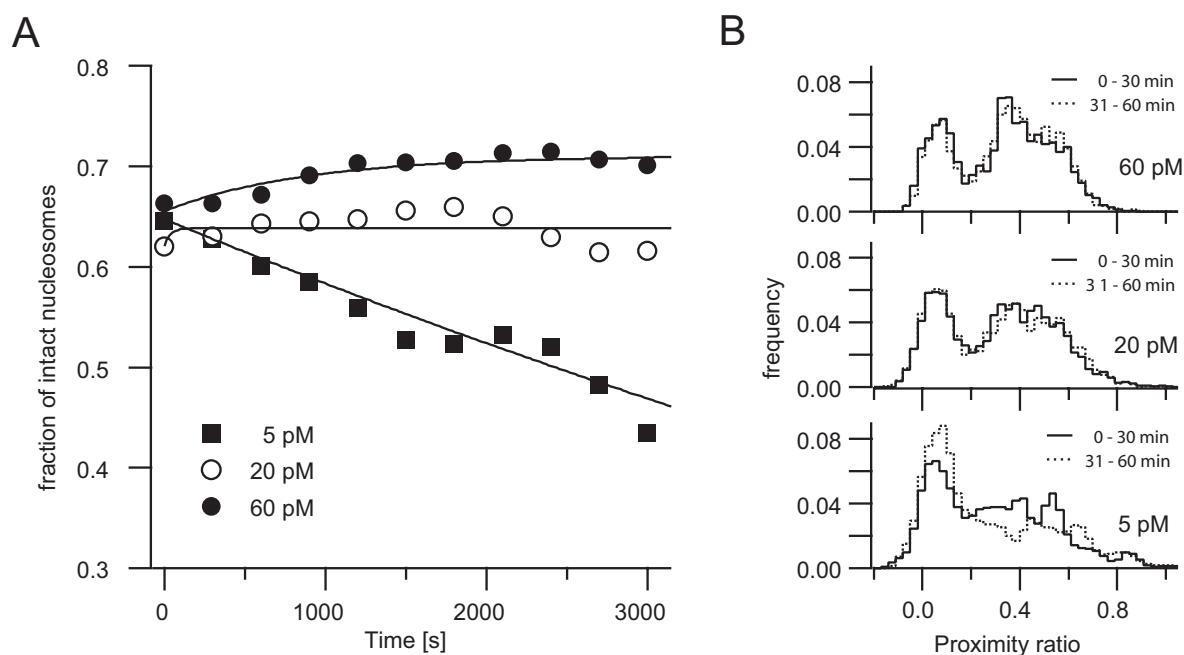 A
0.8
0.7
0.6
0.5
0.4
0.3
fraction of intact nucleosomes
5 pM
20 pM
60 pM
0 1000 2000 3000
Time [s]
B
0.08
0.04
0.00
0 - 30 min
31 - 60 min
60 pM
0.08
0.04
0.00
0 - 30 min
3 1 - 60 min
20 pM
frequency
0.08
0.04
0.00
0 - 30 min
31 - 60 min
5 pM
0.0 0.4 0.8
Proximity ratio